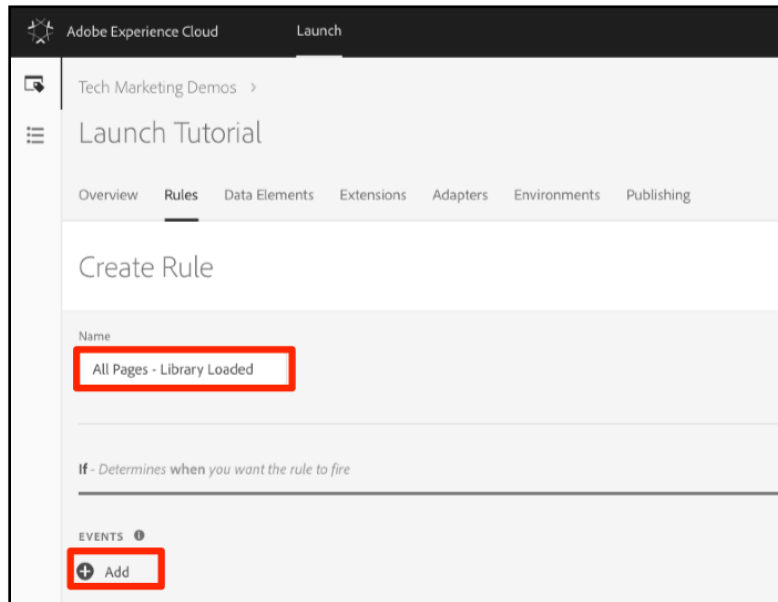 Adobe Experience Cloud Launch
Tech Marketing Demos >
Launch Tutorial
Overview Rules Data Elements Extensions Adapters Environments Publishing
Create Rule
Name
All Pages - Library Loaded
If - Determines when you want the rule to fire
EVENTS
Add